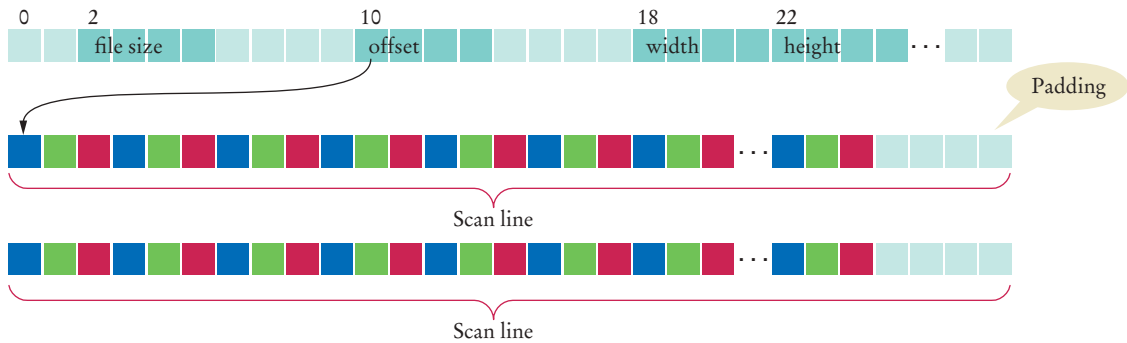 0 2 10 18 22
file size offset width height ...
Padding
...
Scan line
...
Scan line